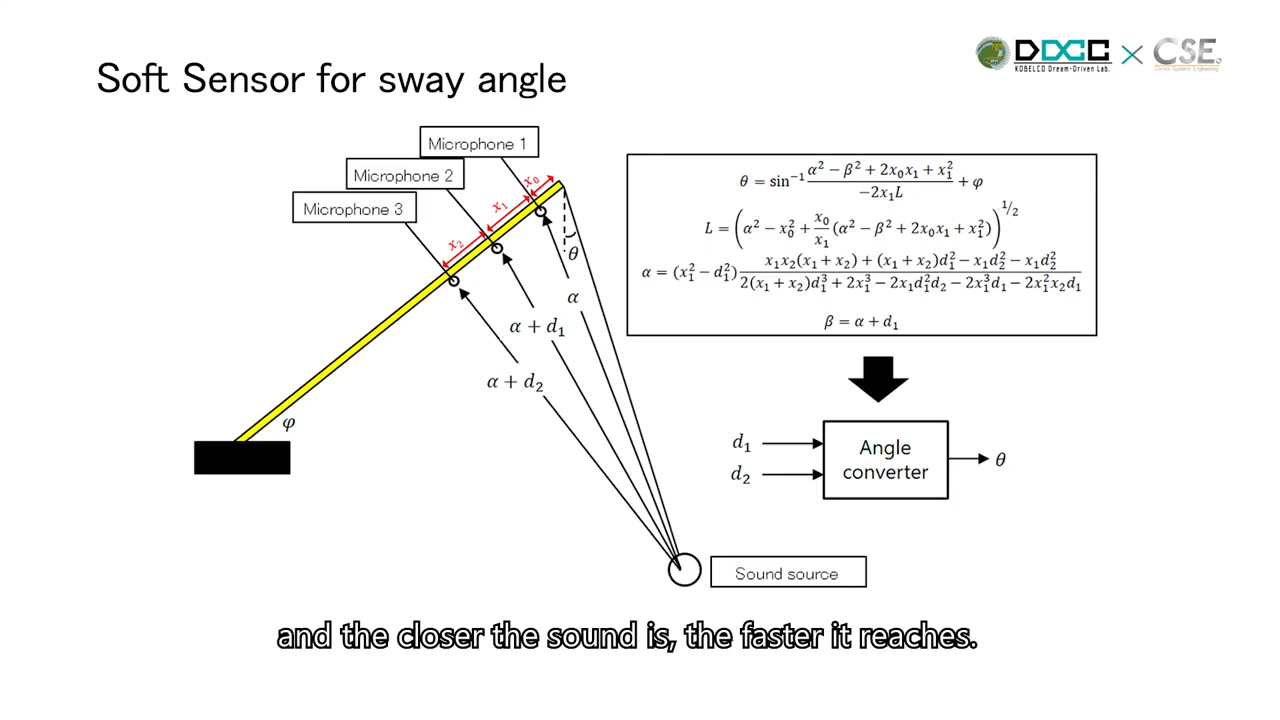 Soft Sensor for sway angle
KOBELCO Dream-Driven Lab.
×
CSE
Microphone 1
Microphone 2
Microphone 3
x₀
x₁
x₂
θ
α
α + d₁
α + d₂
φ
Sound source
θ = sin⁻¹ (α² − β² + 2x₀x₁ + x₁²) / (−2x₁L) + φ
L = (α² − x₀² + x₀/x₁ (α² − β² + 2x₀x₁ + x₁²))^1/2
α = (x₁² − d₁²) (x₁x₂(x₁ + x₂) + (x₁ + x₂)d₁² − x₁d₂² − x₁d₂²) / (2(x₁ + x₂)d₁³ + 2x₁³ − 2x₁d₁²d₂ − 2x₁³d₁ − 2x₁²x₂d₁)
β = α + d₁
d₁
d₂
Angle
converter
θ
and the closer the sound is, the faster it reaches.